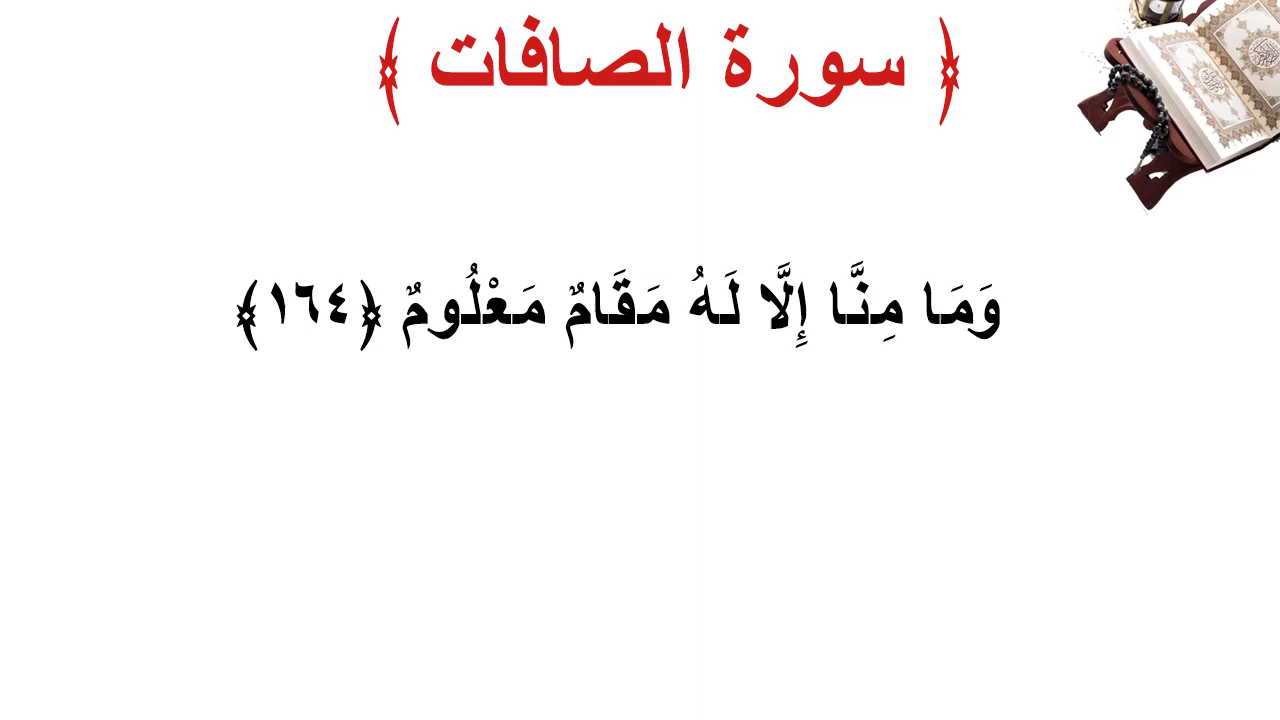 ﴿ سورة الصافات ﴾
وَمَا مِنَّا إِلَّا لَهُ مَقَامٌ مَعْلُومٌ ﴿١٦٤﴾